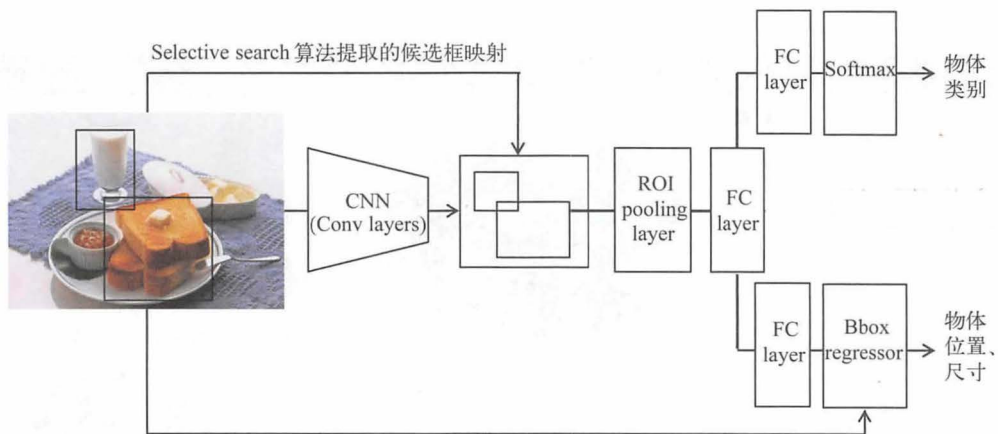 Selective search 算法提取的候选框映射
FC
layer
Softmax
物体
类别
CNN
(Conv layers)
ROI
pooling
layer
FC
layer
FC
layer
Bbox
regressor
物体
位置、
尺寸